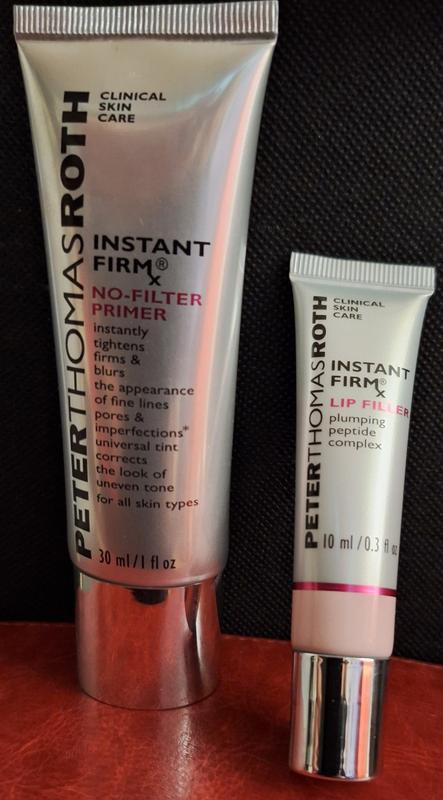 PETERTHOMASROTH
CLINICAL
SKIN
CARE
INSTANT
FIRMx®
NO-FILTER
PRIMER
instantly
tightens
firms &
blurs
the appearance
of fine lines
pores &
imperfections*
universal tint
corrects
the look of
uneven tone
for all skin types
30 ml/1 fl oz
PETERTHOMASROTH
CLINICAL
SKIN
CARE
INSTANT
FIRMx®
LIP FILLER
plumping
peptide
complex
10 ml/0.3 fl oz